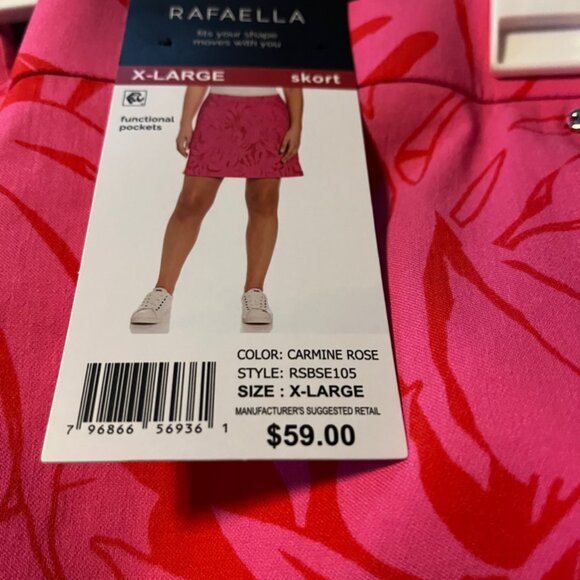 RAFAELLA
fits your shape
moves with you
X-LARGE skort
functional
pockets
COLOR: CARMINE ROSE
STYLE: RSBSE105
SIZE : X-LARGE
MANUFACTURER'S SUGGESTED RETAIL
$59.00
7 96866 56936 1